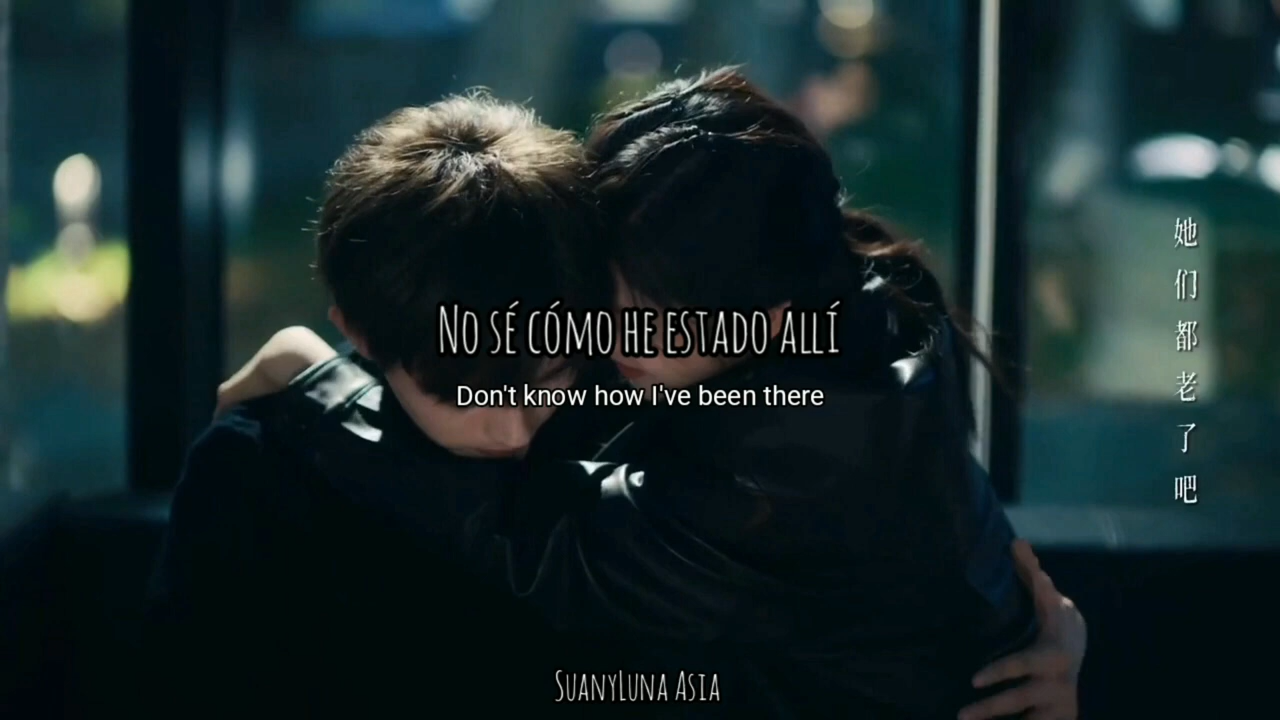 No sé cómo he estado allí
Don't know how I've been there
她们都老了吧
SuanyLuna Asia